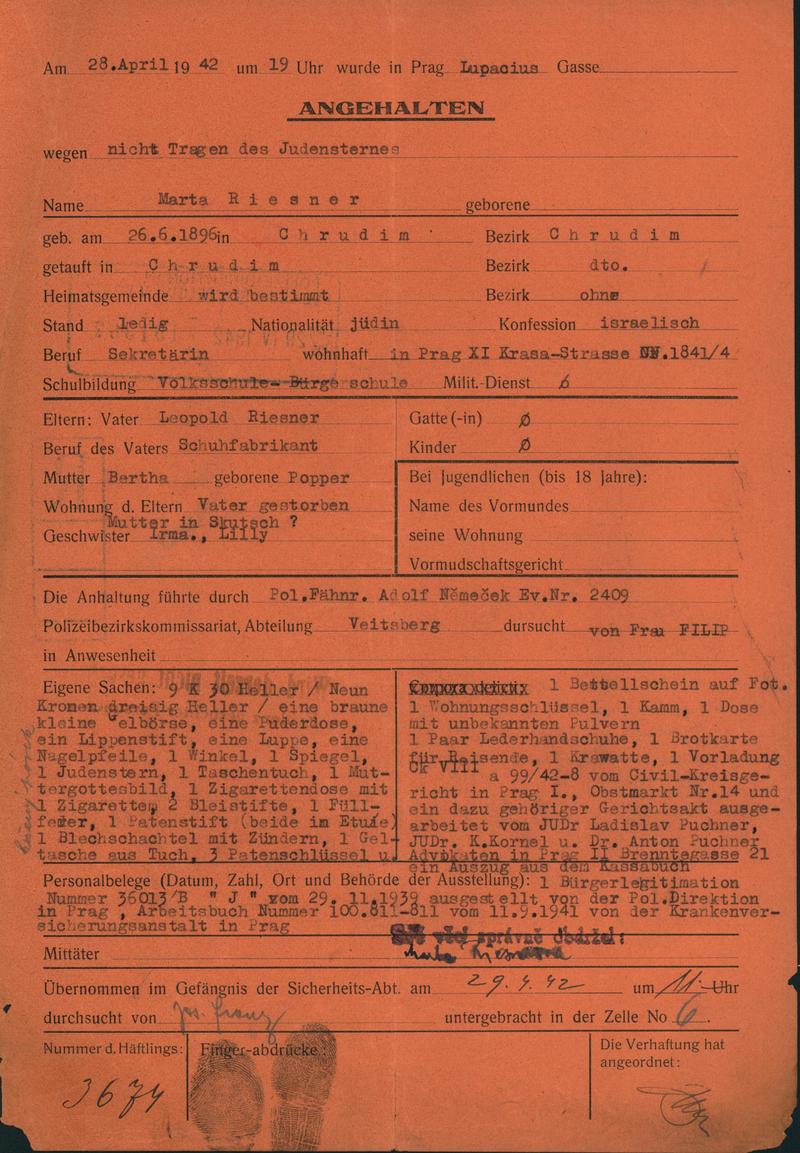 Am 28.April 19 42 um 19 Uhr wurde in Prag Lupacius Gasse
ANGEHALTEN
wegen nicht Tragen des Judensternes
Name Marta Riesner geborene
geb. am 26.6.1896 in Chrudim Bezirk Chrudim
getauft in Chrudim Bezirk dto.
Heimatsgemeinde wird bestimmt Bezirk ohne
Stand ledig Nationalität jüdin Konfession israelisch
Beruf Sekretärin wohnhaft in Prag XI Krasa-Strasse NN.1841/4
Schulbildung Volksschule-Bürgerschule Milit.-Dienst ø
Eltern: Vater Leopold Riesner
Beruf des Vaters Schuhfabrikant
Mutter Bertha geborene Popper
Wohnung d. Eltern Vater gestorben
Mutter in Skutsch ?
Geschwister Irma., Lilly
Gatte (-in) ø
Kinder ø
Bei Jugendlichen (bis 18 Jahre):
Name des Vormundes
seine Wohnung
Vormudschaftsgericht
Die Anhaltung führte durch Pol.Fähnr. Adolf Němeček Ev.Nr. 2409
Polizeibezirkskommissariat, Abteilung Veitsberg dursucht von Frau FILIP
in Anwesenheit
Eigene Sachen: 9 K 30 Heller / Neun
Kronen dreisig Heller / eine braune
kleine Gelbörse, eine Puderdose,
ein Lippenstift, eine Luppe, eine
Nagelpfeile, 1 Winkel, 1 Spiegel,
1 Judenstern, 1 Taschentuch, 1 Mut-
tergottesbild, 1 Zigarettendose mit
1 Zigarette, 2 Bleistifte, 1 Füll-
feder, 1 Patenstift (beide im Etuie)
1 Blechschachtel mit Zündern, 1 Gel-
tasche aus Tuch, 3 Patenschlüssel u.
1 Bettellschein auf Fot.
1 Wohnungsschlüssel, 1 Kamm, 1 Dose
mit unbekannten Pulvern
1 Paar Lederhandschuhe, 1 Brotkarte
für Reisende, 1 Krawatte, 1 Vorladung
Ck VIII a 99/42-8 vom Civil-Kreisge-
richt in Prag I., Obstmarkt Nr.14 und
ein dazu gehöriger Gerichtsakt ausge-
arbeitet vom JUDr Ladislav Puchner,
JUDr. K.Kornel u. Dr. Anton Puchner
Advokaten in Prag II Brenntegasse 21
ein Auszug aus dem Kassabuch
Personalbelege (Datum, Zahl, Ort und Behörde der Ausstellung): 1 Bürgerlegitimation
Nummer 36013/B " J " vom 29. 11.1939 ausgestellt von der Pol.Direktion
in Prag , Arbeitsbuch Nummer 100.811-811 vom 11.9.1941 von der Krankenver-
sicherungsanstalt in Prag
věci správně obdržel:
Mittäter
Übernommen im Gefängnis der Sicherheits-Abt. am 29. 4. 42 um 11 Uhr
durchsucht von untergebracht in der Zelle No 6.
Nummer d. Häftlings:
3674
Finger-abdrücke:
Die Verhaftung hat
angeordnet: